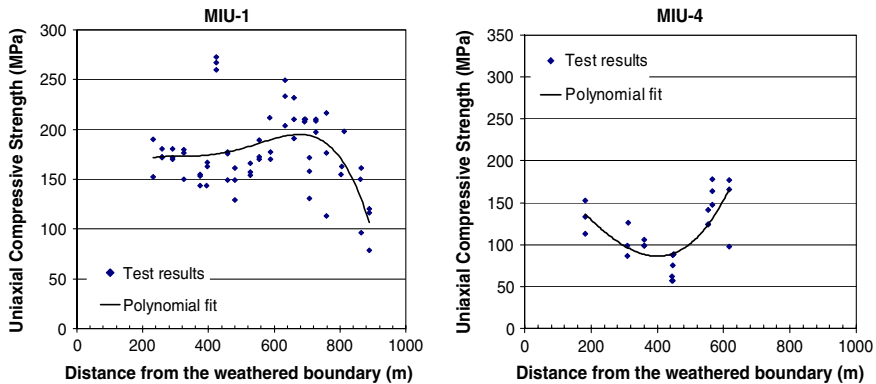 MIU-1
Uniaxial Compressive Strength (MPa)
300
250
200
150
100
50
0
Test results
Polynomial fit
0 200 400 600 800 1000
Distance from the weathered boundary (m)
MIU-4
Uniaxial Compressive Strength (MPa)
350
300
250
200
150
100
50
0
Test results
Polynomial fit
0 200 400 600 800 1000
Distance from the weathered boundary (m)